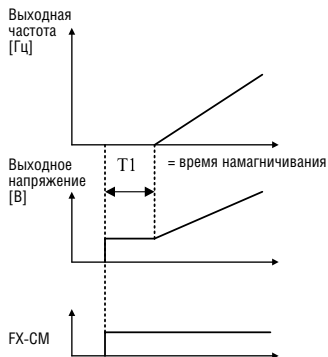 Выходная
частота
[Гц]
T1
= время намагничивания
Выходное
напряжение
[В]
FX-CM